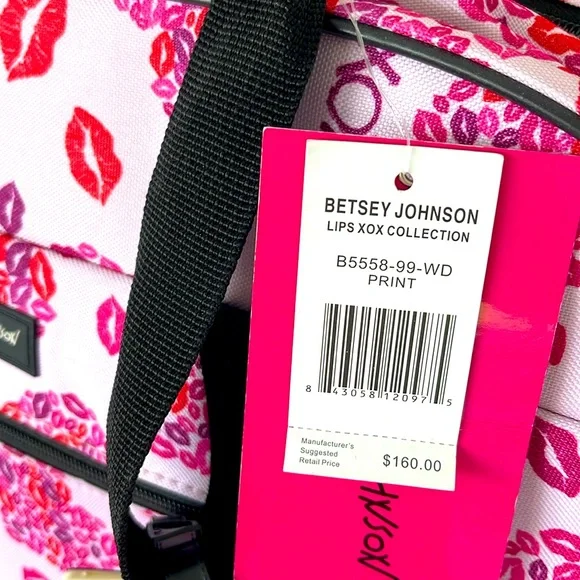 XO
BETSEY JOHNSON
LIPS XOX COLLECTION
B5558-99-WD
PRINT
8 43058 12097 5
Manufacturer's
Suggested
Retail Price
$160.00